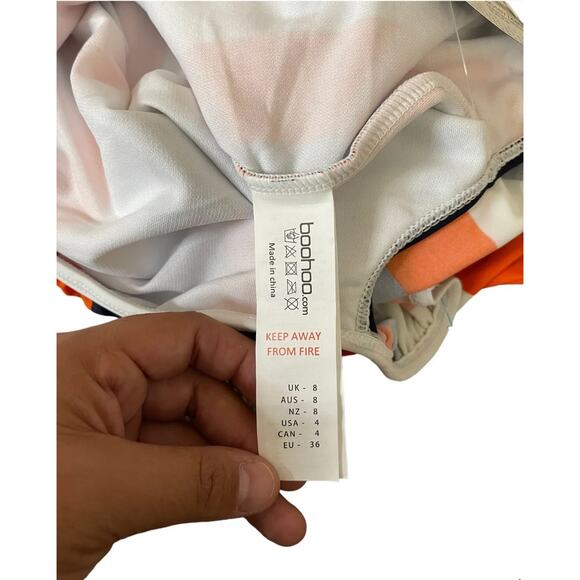 boohoo.com
Made in china
KEEP AWAY
FROM FIRE
UK - 8
AUS - 8
NZ - 8
USA - 4
CAN - 4
EU - 36